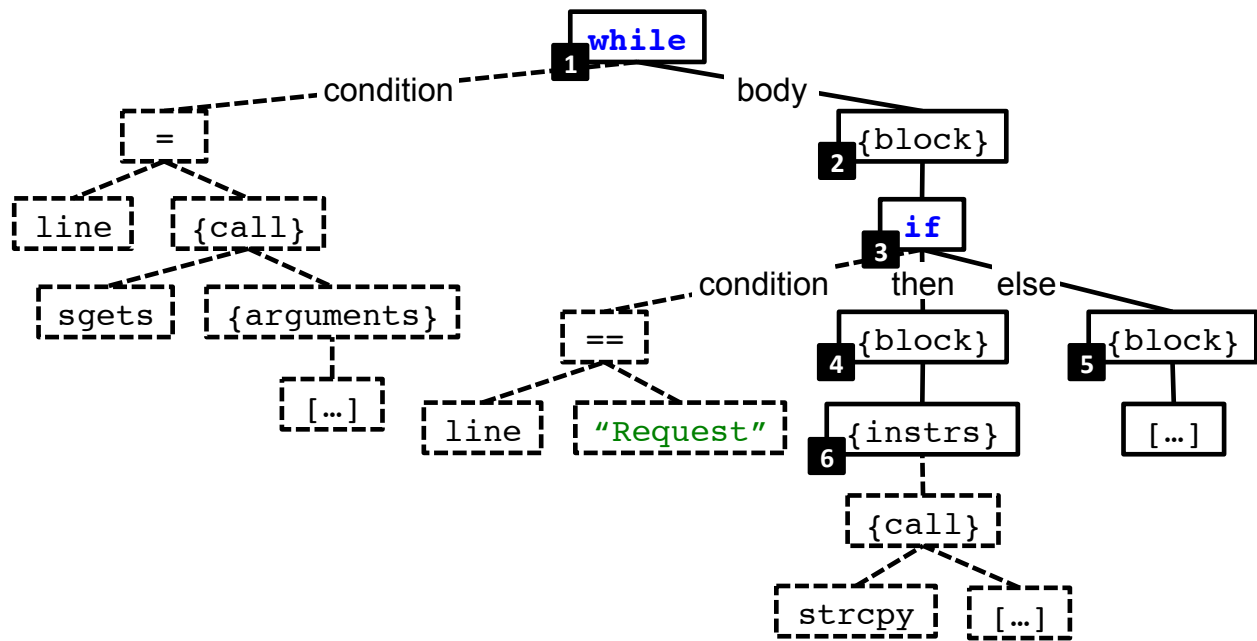 while
1
condition
body
=
{block}
2
line
{call}
if
3
condition
then
else
sgets
{arguments}
==
{block}
4
{block}
5
[…]
line
“Request”
{instrs}
6
[…]
{call}
strcpy
[…]